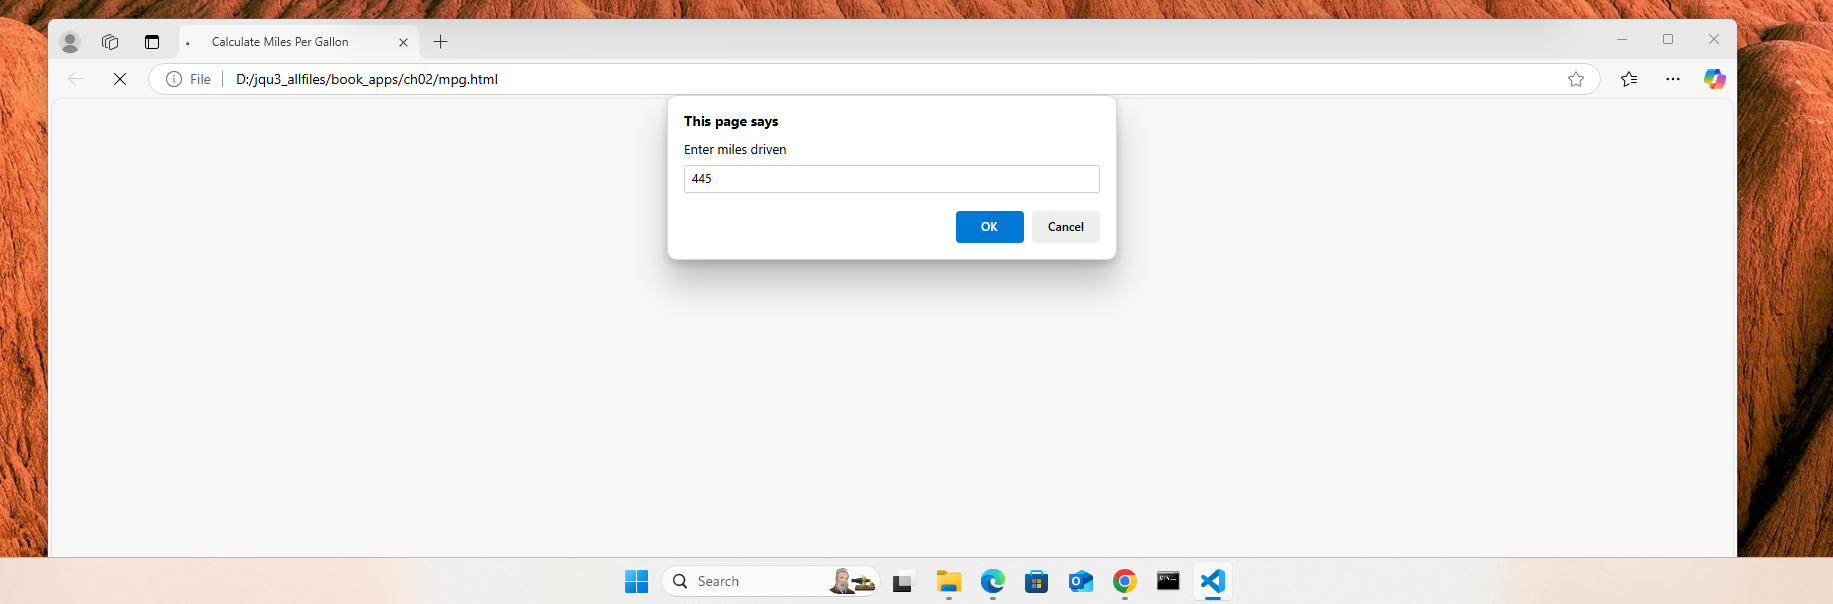 Calculate Miles Per Gallon
File D:/jqu3_allfiles/book_apps/ch02/mpg.html
This page says
Enter miles driven
445
OK Cancel
Search